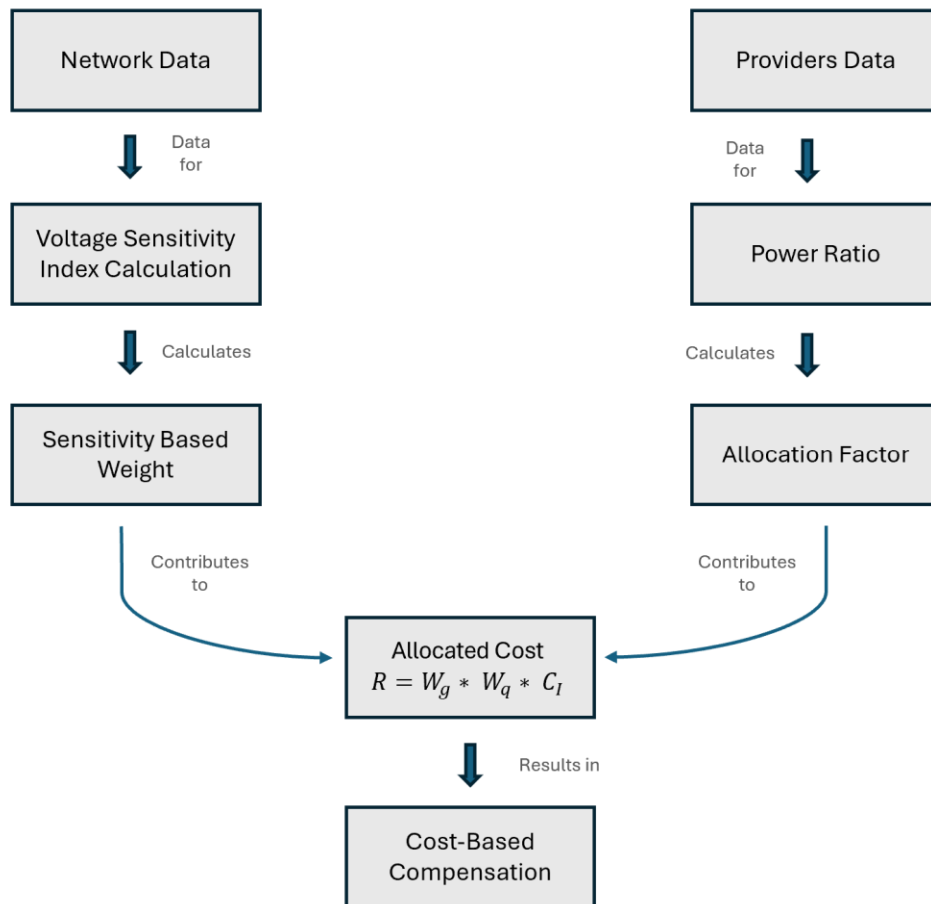 Network Data
Providers Data
Data
for
Data
for
Voltage Sensitivity
Index Calculation
Power Ratio
Calculates
Calculates
Sensitivity Based
Weight
Allocation Factor
Contributes
to
Contributes
to
Allocated Cost
R = W_g * W_q * C_I
Results in
Cost-Based
Compensation